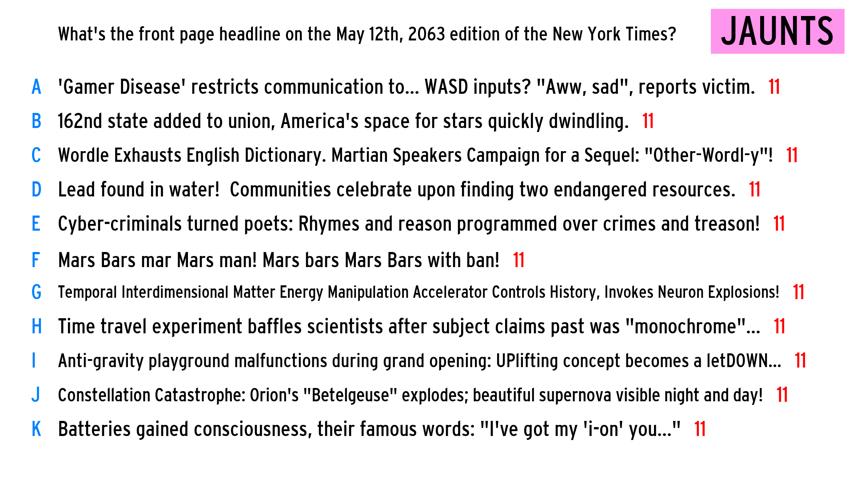 What's the front page headline on the May 12th, 2063 edition of the New York Times?
JAUNTS
A 'Gamer Disease' restricts communication to... WASD inputs? "Aww, sad", reports victim. 11
B 162nd state added to union, America's space for stars quickly dwindling. 11
C Wordle Exhausts English Dictionary. Martian Speakers Campaign for a Sequel: "Other-Wordl-y"! 11
D Lead found in water! Communities celebrate upon finding two endangered resources. 11
E Cyber-criminals turned poets: Rhymes and reason programmed over crimes and treason! 11
F Mars Bars mar Mars man! Mars bars Mars Bars with ban! 11
G Temporal Interdimensional Matter Energy Manipulation Accelerator Controls History, Invokes Neuron Explosions! 11
H Time travel experiment baffles scientists after subject claims past was "monochrome"... 11
I Anti-gravity playground malfunctions during grand opening: UPlifting concept becomes a letDOWN... 11
J Constellation Catastrophe: Orion's "Betelgeuse" explodes; beautiful supernova visible night and day! 11
K Batteries gained consciousness, their famous words: "I've got my 'i-on' you..." 11